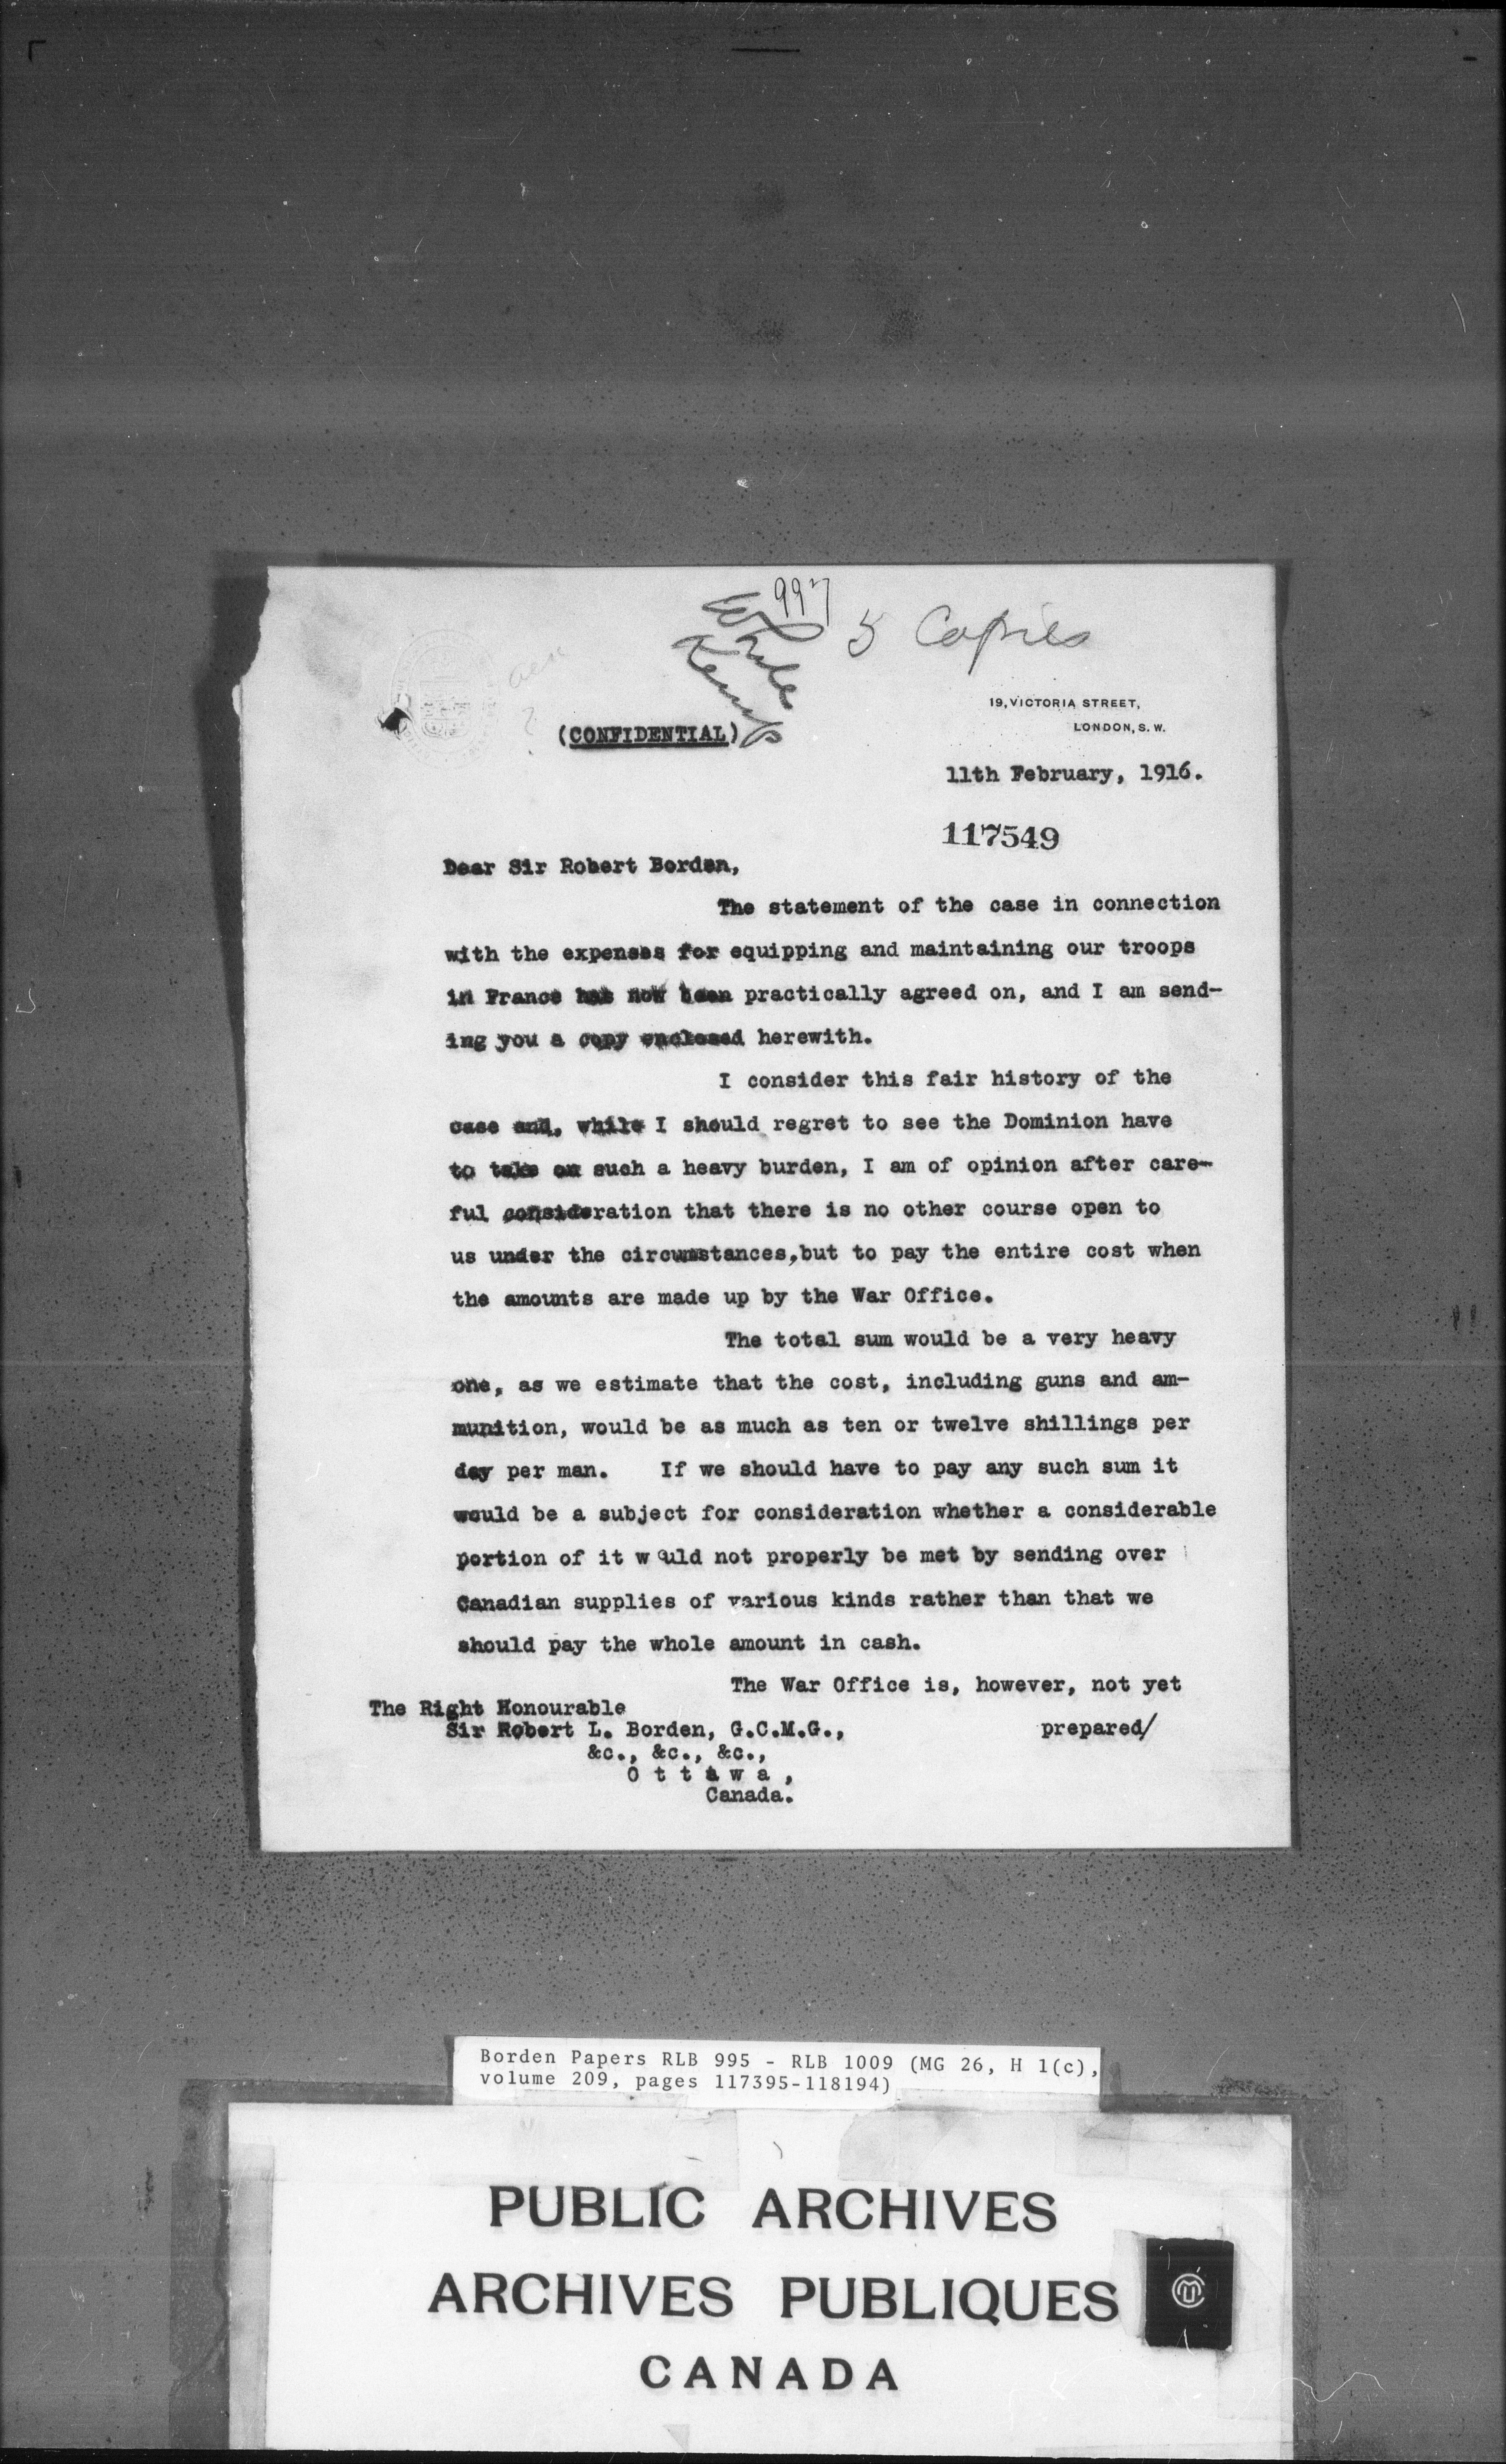 997
White
Kemp
5 Copies
19, VICTORIA STREET,
LONDON, S.W.
(CONFIDENTIAL)
11th February, 1916.
117549
Dear Sir Robert Borden,
The statement of the case in connection
with the expenses for equipping and maintaining our troops
in France has now been practically agreed on, and I am send-
ing you a copy enclosed herewith.
I consider this fair history of the
case and, while I should regret to see the Dominion have
to take on such a heavy burden, I am of opinion after care-
ful consideration that there is no other course open to
us under the circumstances,but to pay the entire cost when
the amounts are made up by the War Office.
The total sum would be a very heavy
one, as we estimate that the cost, including guns and am-
munition, would be as much as ten or twelve shillings per
day per man. If we should have to pay any such sum it
would be a subject for consideration whether a considerable
portion of it w ould not properly be met by sending over
Canadian supplies of various kinds rather than that we
should pay the whole amount in cash.
The War Office is, however, not yet
prepared/
The Right Honourable
Sir Robert L. Borden, G.C.M.G.,
&c., &c., &c.,
O t t a w a ,
Canada.
Borden Papers RLB 995 - RLB 1009 (MG 26, H 1(c),
volume 209, pages 117395-118194)
PUBLIC ARCHIVES
ARCHIVES PUBLIQUES
CANADA